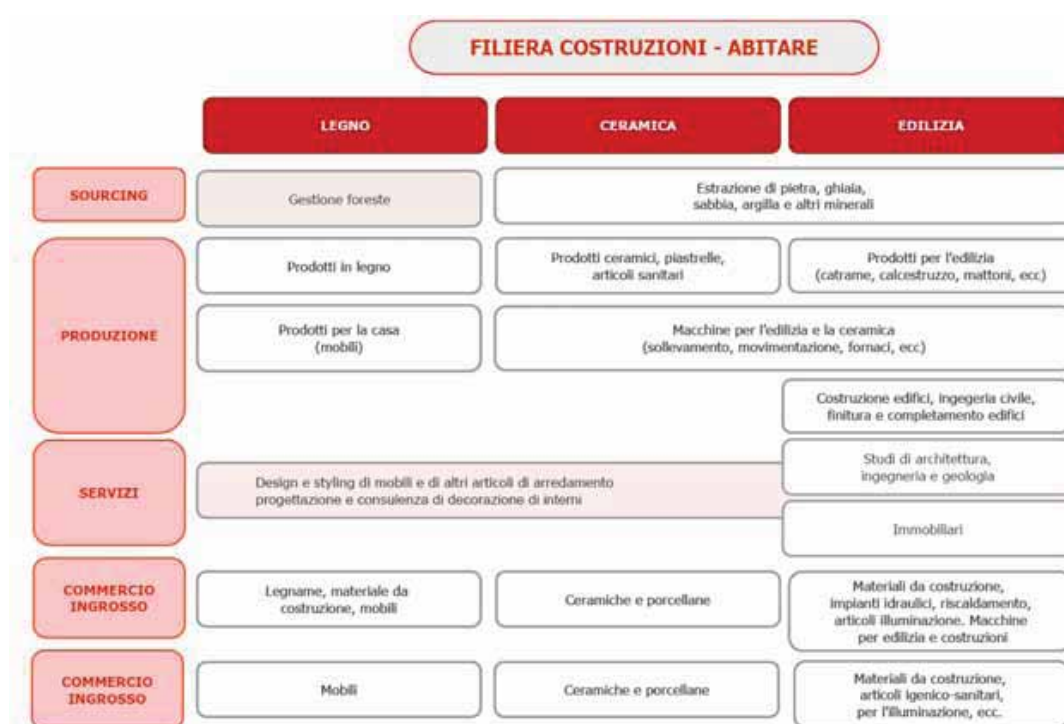 FILIERA COSTRUZIONI - ABITARE
LEGNO
CERAMICA
EDILIZIA
SOURCING
Gestione foreste
Estrazione di pietra, ghiaia,
sabbia, argilla e altri minerali
PRODUZIONE
Prodotti in legno
Prodotti ceramici, piastrelle,
articoli sanitari
Prodotti per l'edilizia
(catrame, calcestruzzo, mattoni, ecc)
Prodotti per la casa
(mobili)
Macchine per l'edilizia e la ceramica
(sollevamento, movimentazione, fornaci, ecc)
Costruzione edifici, ingegeria civile,
finitura e completamento edifici
SERVIZI
Design e styling di mobili e di altri articoli di arredamento
progettazione e consulenza di decorazione di interni
Studi di architettura,
ingegneria e geologia
Immobiliari
COMMERCIO
INGROSSO
Legname, materiale da
costruzione, mobili
Ceramiche e porcellane
Materiali da costruzione,
impianti idraulici, riscaldamento,
articoli illuminazione. Macchine
per edilizia e costruzioni
COMMERCIO
INGROSSO
Mobili
Ceramiche e porcellane
Materiali da costruzione,
articoli igenico-sanitari,
per l'illuminazione, ecc.